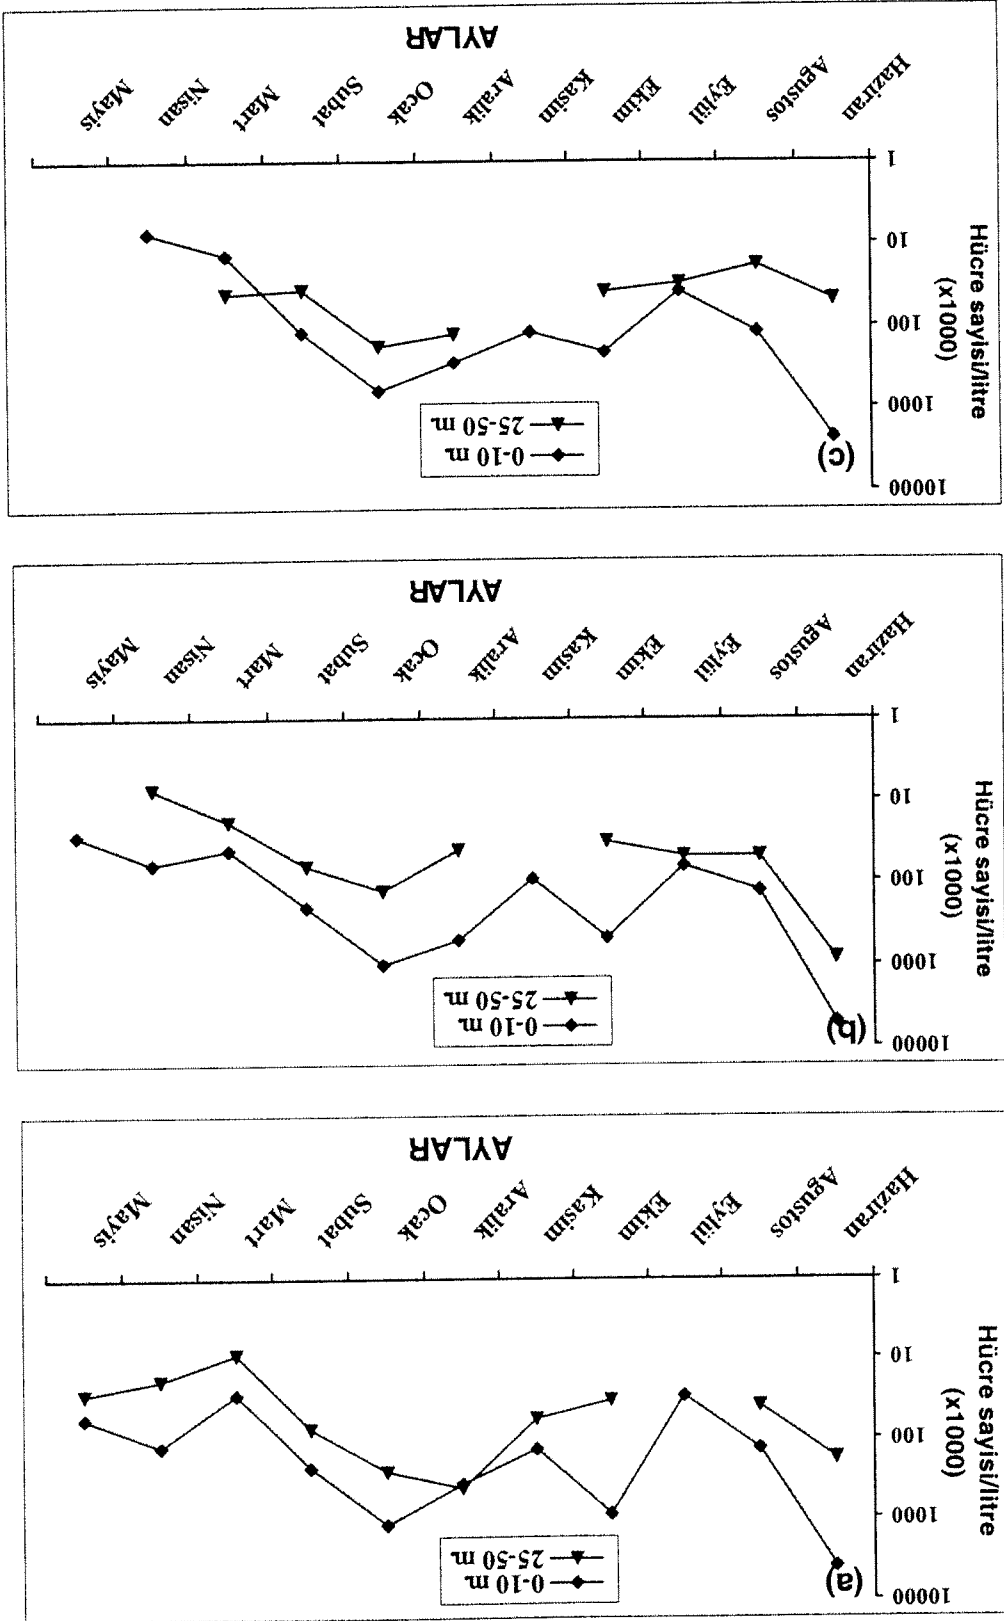 10000
1000
100
10
1
Hücre sayisi/litre
(x1000)
(a)
0-10 m.
25-50 m.
Haziran
Agustos
Eylül
Ekim
Kasim
Aralik
Ocak
Subat
Mart
Nisan
Mayis
AYLAR
10000
1000
100
10
1
Hücre sayisi/litre
(x1000)
(b)
0-10 m.
25-50 m.
Haziran
Agustos
Eylül
Ekim
Kasim
Aralik
Ocak
Subat
Mart
Nisan
Mayis
AYLAR
10000
1000
100
10
1
Hücre sayisi/litre
(x1000)
(c)
0-10 m.
25-50 m.
Haziran
Agustos
Eylül
Ekim
Kasim
Aralik
Ocak
Subat
Mart
Nisan
Mayis
AYLAR